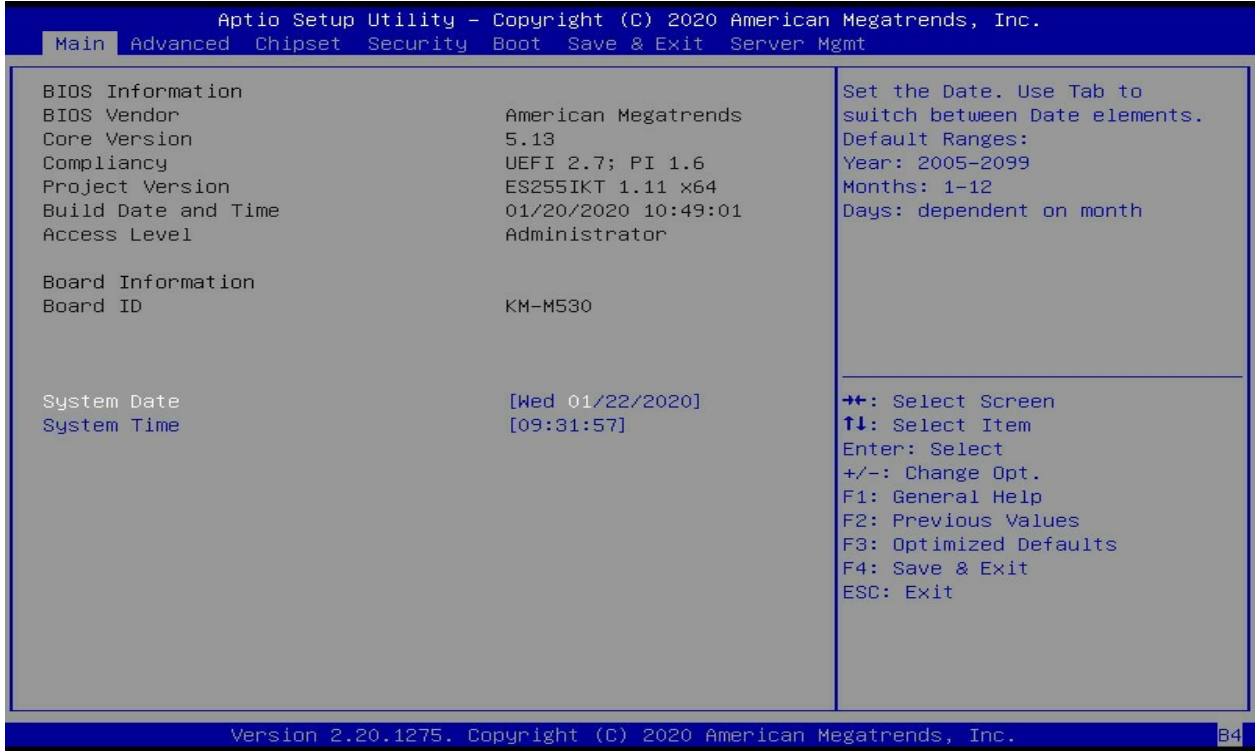 Aptio Setup Utility – Copyright (C) 2020 American Megatrends, Inc.
Main Advanced Chipset Security Boot Save & Exit Server Mgmt
BIOS Information
BIOS Vendor American Megatrends
Core Version 5.13
Compliancy UEFI 2.7; PI 1.6
Project Version ES255IKT 1.11 x64
Build Date and Time 01/20/2020 10:49:01
Access Level Administrator
Board Information
Board ID KM-M530
System Date [Wed 01/22/2020]
System Time [09:31:57]
Set the Date. Use Tab to
switch between Date elements.
Default Ranges:
Year: 2005-2099
Months: 1-12
Days: dependent on month
→←: Select Screen
↑↓: Select Item
Enter: Select
+/-: Change Opt.
F1: General Help
F2: Previous Values
F3: Optimized Defaults
F4: Save & Exit
ESC: Exit
Version 2.20.1275. Copyright (C) 2020 American Megatrends, Inc.
B4